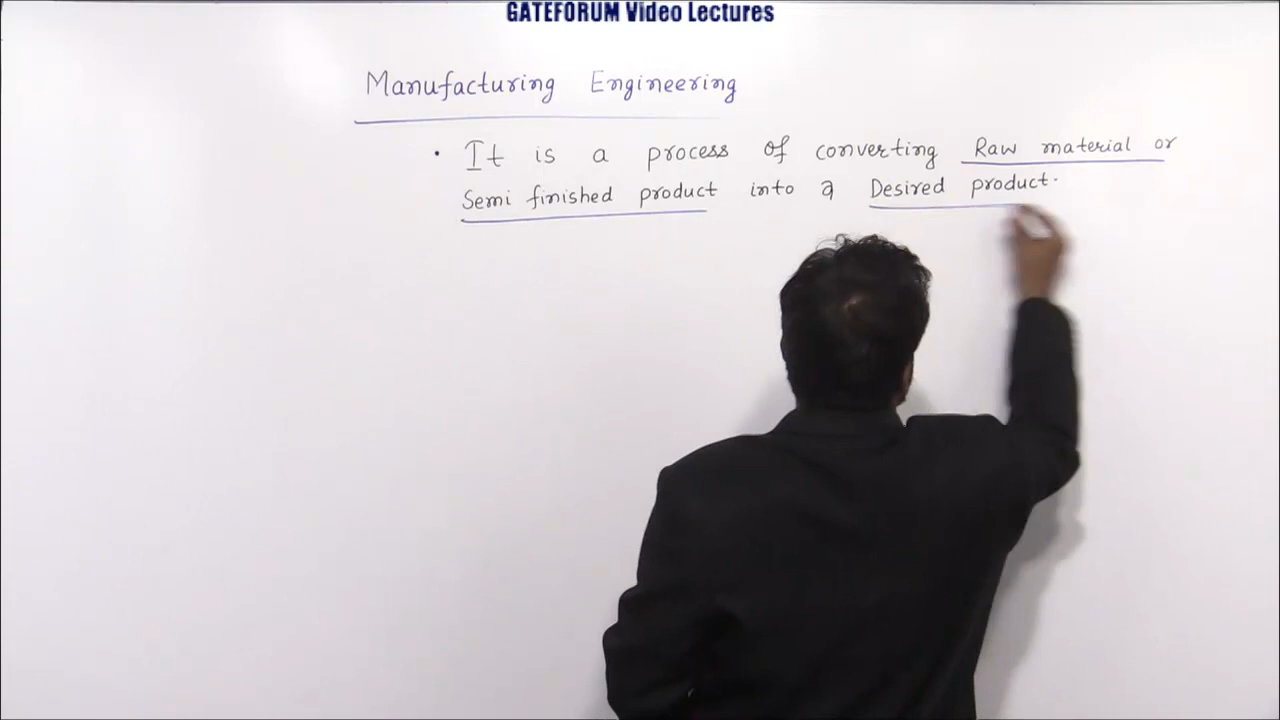 GATEFORUM Video Lectures
Manufacturing Engineering
• It is a process of converting Raw material or
Semi finished product into a Desired product.